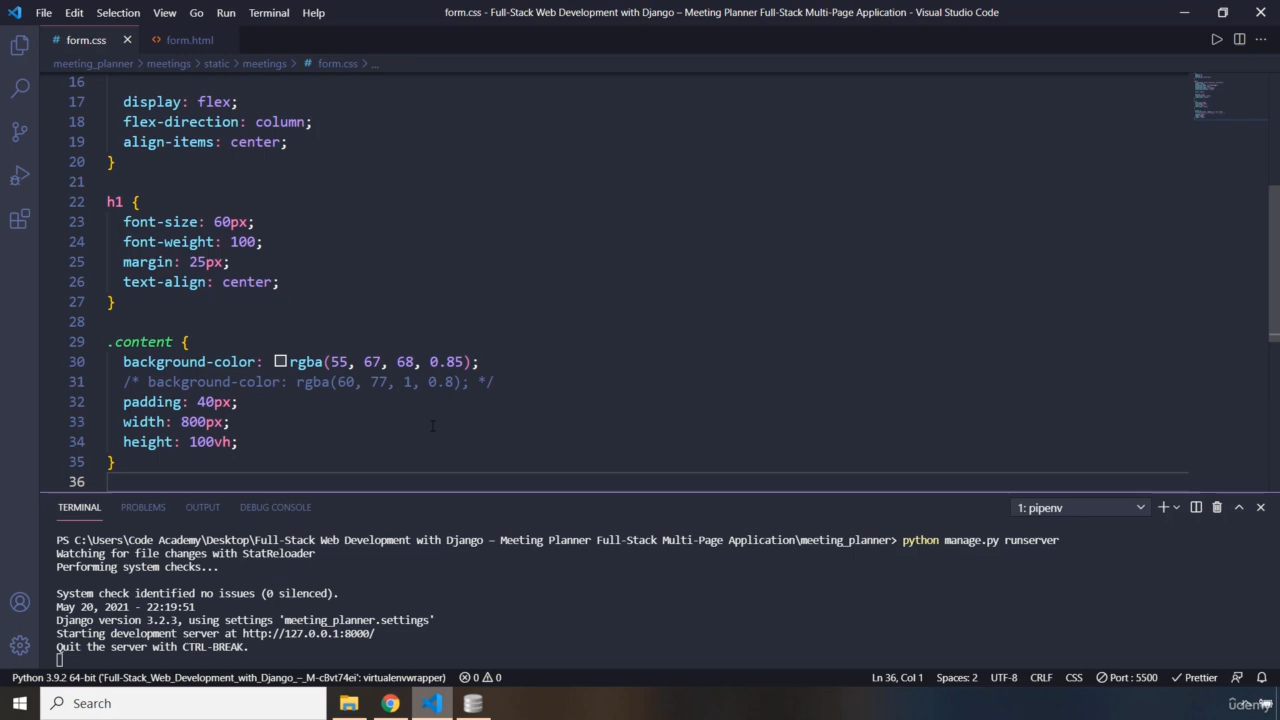 File Edit Selection View Go Run Terminal Help
form.css - Full-Stack Web Development with Django – Meeting Planner Full-Stack Multi-Page Application - Visual Studio Code
# form.css
<> form.html
meeting_planner > meetings > static > meetings > # form.css > ...
16
17 display: flex;
18 flex-direction: column;
19 align-items: center;
20 }
21
22 h1 {
23 font-size: 60px;
24 font-weight: 100;
25 margin: 25px;
26 text-align: center;
27 }
28
29 .content {
30 background-color: rgba(55, 67, 68, 0.85);
31 /* background-color: rgba(60, 77, 1, 0.8); */
32 padding: 40px;
33 width: 800px;
34 height: 100vh;
35 }
36
TERMINAL PROBLEMS OUTPUT DEBUG CONSOLE
1: pipenv
PS C:\Users\Code Academy\Desktop\Full-Stack Web Development with Django – Meeting Planner Full-Stack Multi-Page Application\meeting_planner> python manage.py runserver
Watching for file changes with StatReloader
Performing system checks...
System check identified no issues (0 silenced).
May 20, 2021 - 22:19:51
Django version 3.2.3, using settings 'meeting_planner.settings'
Starting development server at http://127.0.0.1:8000/
Quit the server with CTRL-BREAK.
Python 3.9.2 64-bit ('Full-Stack_Web_Development_with_Django_–_M-cBvt74ei': virtualenvwrapper) 0 0
Ln 36, Col 1 Spaces: 2 UTF-8 CRLF CSS Port : 5500 Prettier
Search
udemy